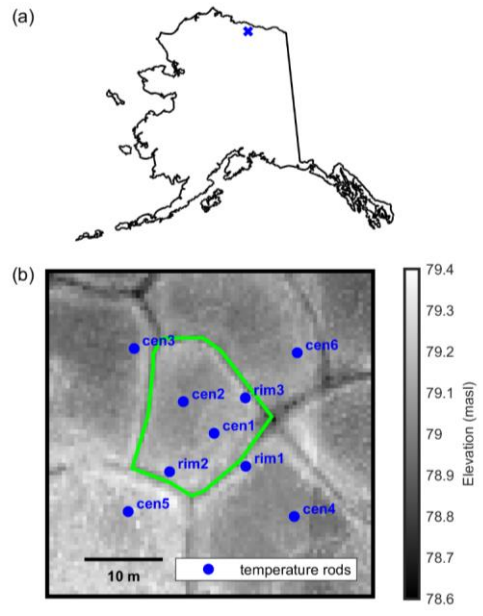 (a)
(b)
cen3
cen6
cen2
rim3
cen1
rim2
rim1
cen5
cen4
10 m
temperature rods
79.4
79.3
79.2
79.1
79
78.9
78.8
78.7
78.6
Elevation (masl)